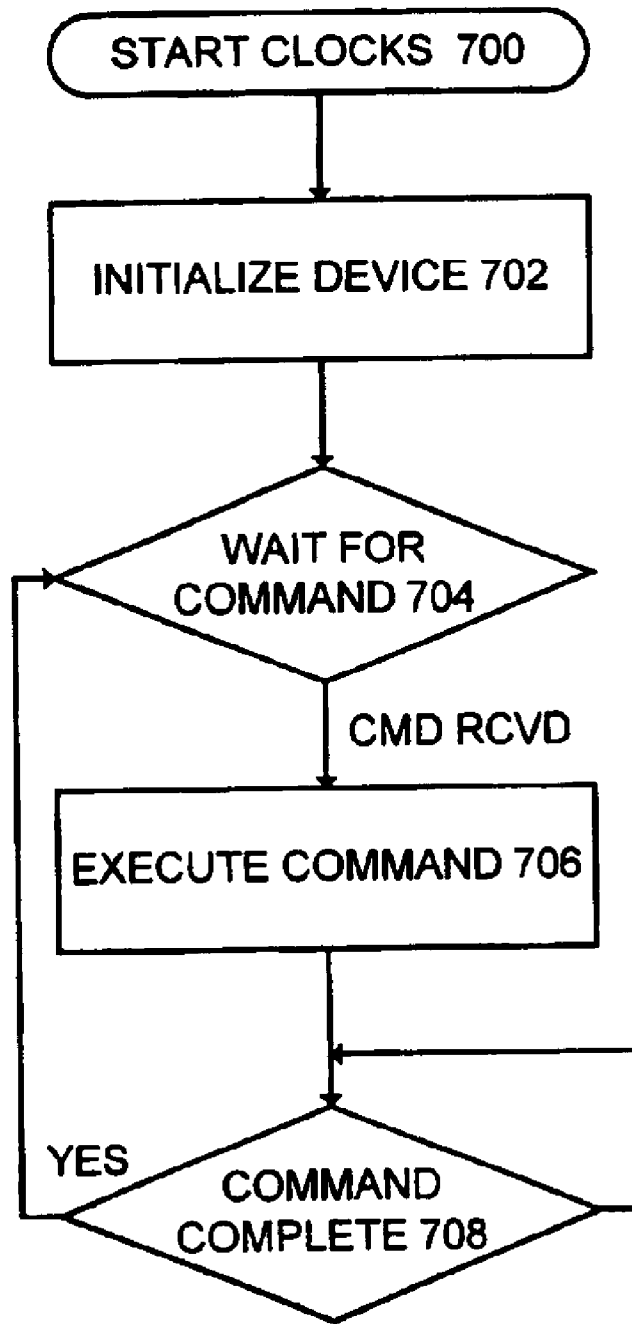 START CLOCKS 700
INITIALIZE DEVICE 702
WAIT FOR
COMMAND 704
CMD RCVD
EXECUTE COMMAND 706
YES
COMMAND
COMPLETE 708